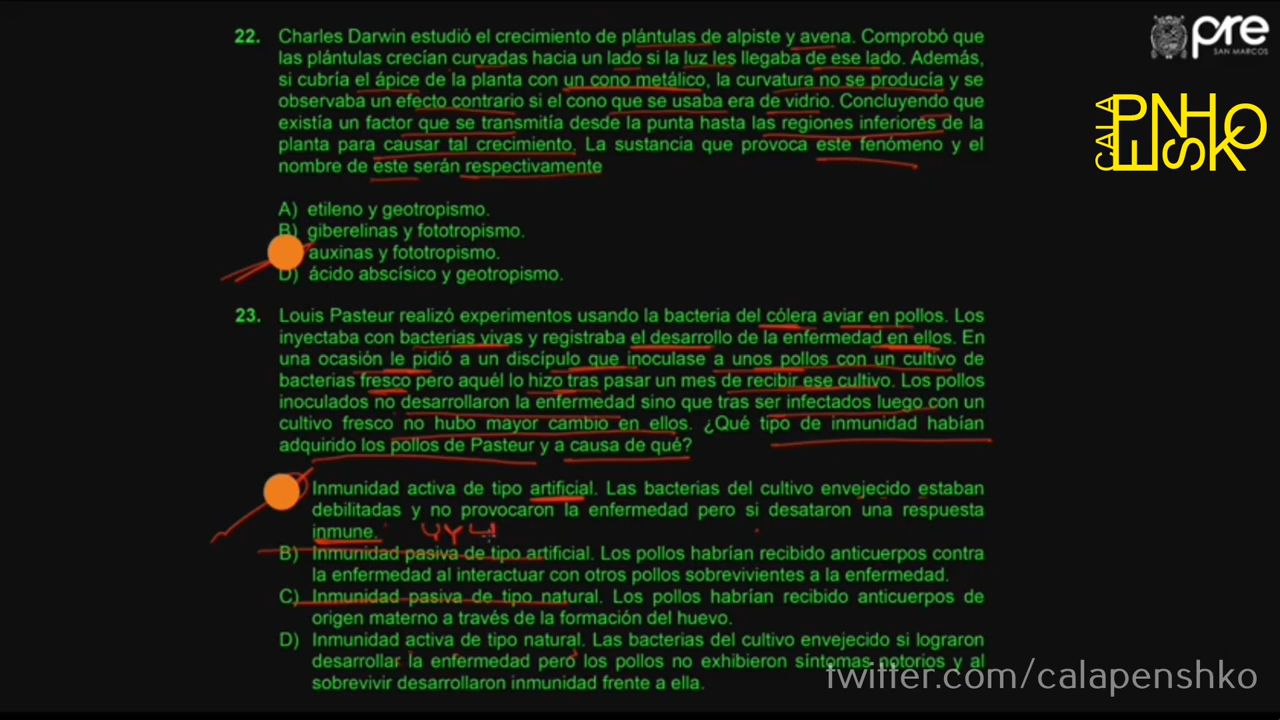 pre
SAN MARCOS
CALA
PENSHKO
22. Charles Darwin estudió el crecimiento de plántulas de alpiste y avena. Comprobó que
las plántulas crecían curvadas hacia un lado si la luz les llegaba de ese lado. Además,
si cubría el ápice de la planta con un cono metálico, la curvatura no se producía y se
observaba un efecto contrario si el cono que se usaba era de vidrio. Concluyendo que
existía un factor que se transmitía desde la punta hasta las regiones inferiores de la
planta para causar tal crecimiento. La sustancia que provoca este fenómeno y el
nombre de este serán respectivamente
A) etileno y geotropismo.
B) giberelinas y fototropismo.
auxinas y fototropismo.
D) ácido abscísico y geotropismo.
23. Louis Pasteur realizó experimentos usando la bacteria del cólera aviar en pollos. Los
inyectaba con bacterias vivas y registraba el desarrollo de la enfermedad en ellos. En
una ocasión le pidió a un discípulo que inoculase a unos pollos con un cultivo de
bacterias fresco pero aquél lo hizo tras pasar un mes de recibir ese cultivo. Los pollos
inoculados no desarrollaron la enfermedad sino que tras ser infectados luego con un
cultivo fresco no hubo mayor cambio en ellos. ¿Qué tipo de inmunidad habían
adquirido los pollos de Pasteur y a causa de qué?
Inmunidad activa de tipo artificial. Las bacterias del cultivo envejecido estaban
debilitadas y no provocaron la enfermedad pero si desataron una respuesta
inmune.
B) Inmunidad pasiva de tipo artificial. Los pollos habrían recibido anticuerpos contra
la enfermedad al interactuar con otros pollos sobrevivientes a la enfermedad.
C) Inmunidad pasiva de tipo natural. Los pollos habrían recibido anticuerpos de
origen materno a través de la formación del huevo.
D) Inmunidad activa de tipo natural. Las bacterias del cultivo envejecido si lograron
desarrollar la enfermedad pero los pollos no exhibieron síntomas notorios y al
sobrevivir desarrollaron inmunidad frente a ella.
twitter.com/calapenshko